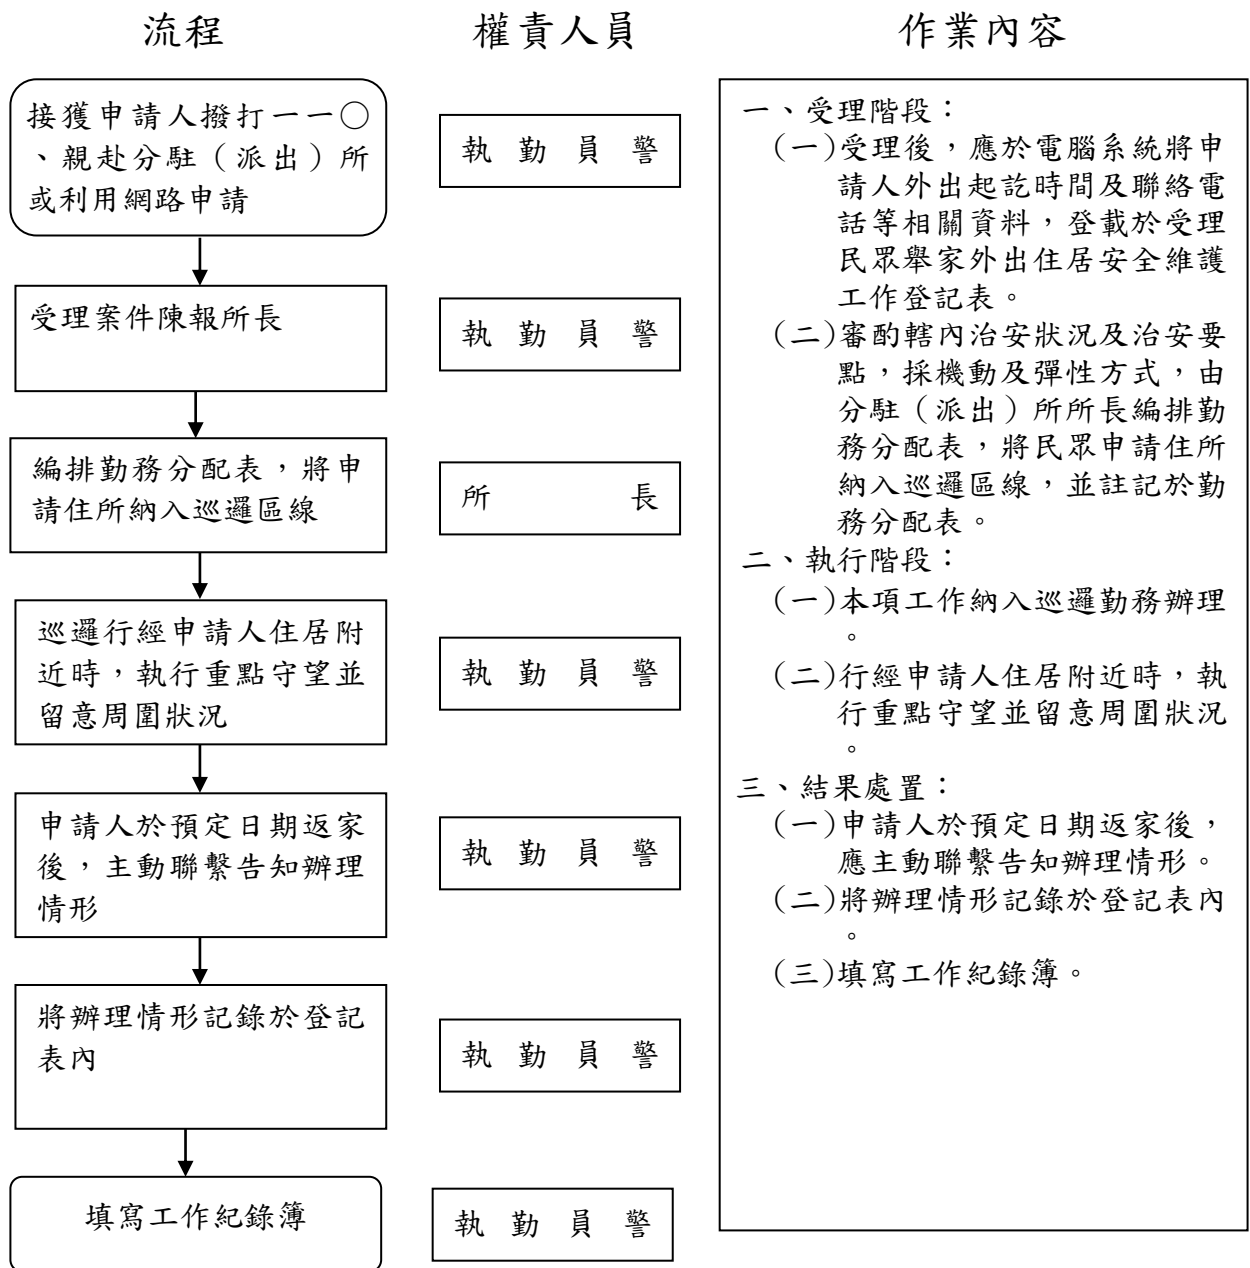 流程
權責人員
作業內容
接獲申請人撥打一一○
、親赴分駐（派出）所
或利用網路申請
執勤員警
受理案件陳報所長
執勤員警
編排勤務分配表，將申
請住所納入巡邏區線
所長
巡邏行經申請人住居附
近時，執行重點守望並
留意周圍狀況
執勤員警
申請人於預定日期返家
後，主動聯繫告知辦理
情形
執勤員警
將辦理情形記錄於登記
表內
執勤員警
填寫工作紀錄簿
執勤員警
一、受理階段：
(一)受理後，應於電腦系統將申
請人外出起訖時間及聯絡電
話等相關資料，登載於受理
民眾舉家外出住居安全維護
工作登記表。
(二)審酌轄內治安狀況及治安要
點，採機動及彈性方式，由
分駐（派出）所所長編排勤
務分配表，將民眾申請住所
納入巡邏區線，並註記於勤
務分配表。
二、執行階段：
(一)本項工作納入巡邏勤務辦理
。
(二)行經申請人住居附近時，執
行重點守望並留意周圍狀況
。
三、結果處置：
(一)申請人於預定日期返家後，
應主動聯繫告知辦理情形。
(二)將辦理情形記錄於登記表內
。
(三)填寫工作紀錄簿。